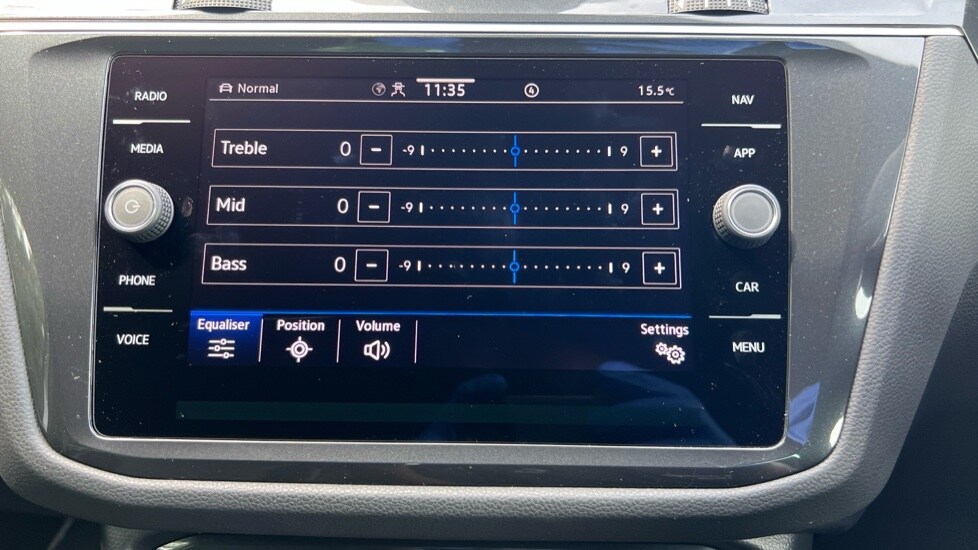 RADIO
MEDIA
PHONE
VOICE
Normal 11:35 4 15.5°C
Treble 0 - -9 9 +
Mid 0 - -9 9 +
Bass 0 - -9 9 +
Equaliser Position Volume Settings
NAV
APP
CAR
MENU